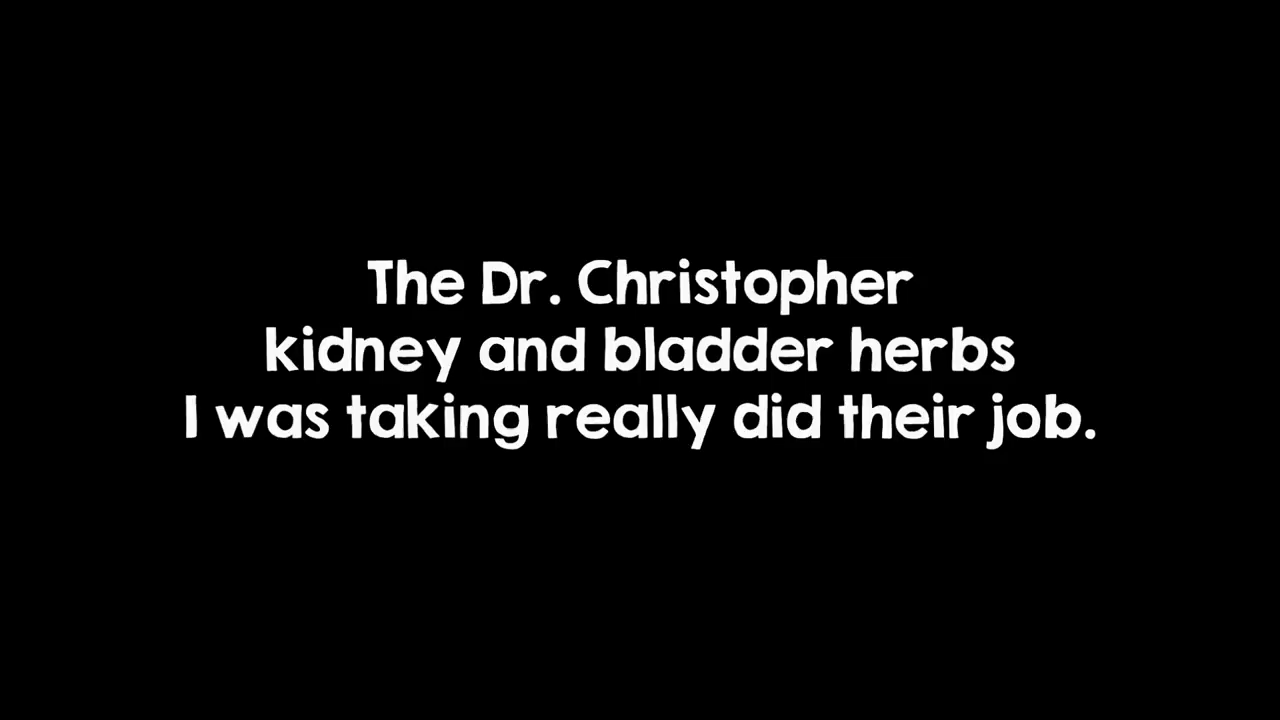 The Dr. Christopher
kidney and bladder herbs
I was taking really did their job.